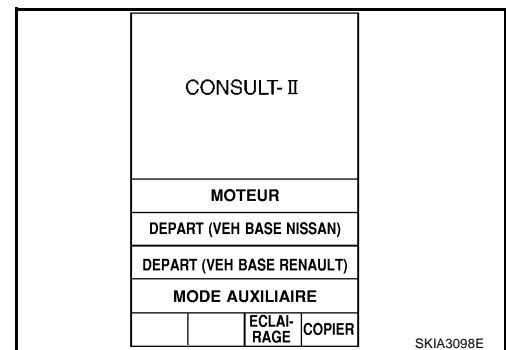 CONSULT-II
MOTEUR
DEPART (VEH BASE NISSAN)
DEPART (VEH BASE RENAULT)
MODE AUXILIAIRE
ECLAI-
RAGE
COPIER
SKIA3098E